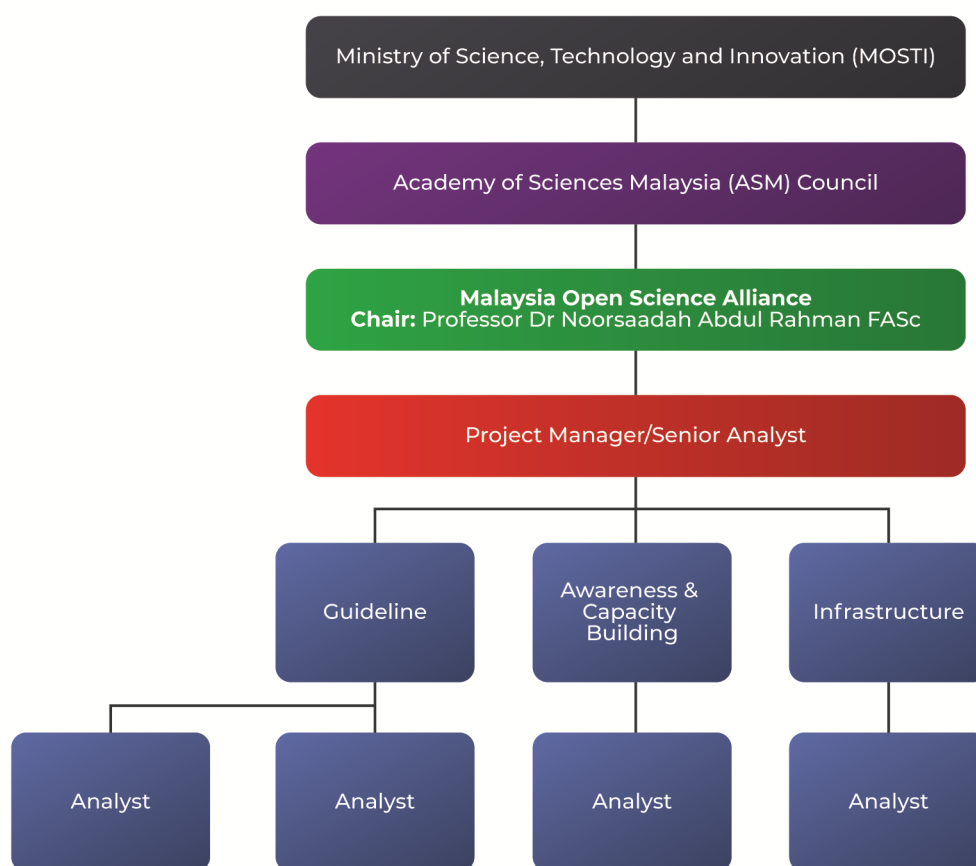 Ministry of Science, Technology and Innovation (MOSTI)
Academy of Sciences Malaysia (ASM) Council
Malaysia Open Science Alliance
Chair: Professor Dr Noorsaadah Abdul Rahman FASc
Project Manager/Senior Analyst
Guideline
Awareness &
Capacity
Building
Infrastructure
Analyst
Analyst
Analyst
Analyst